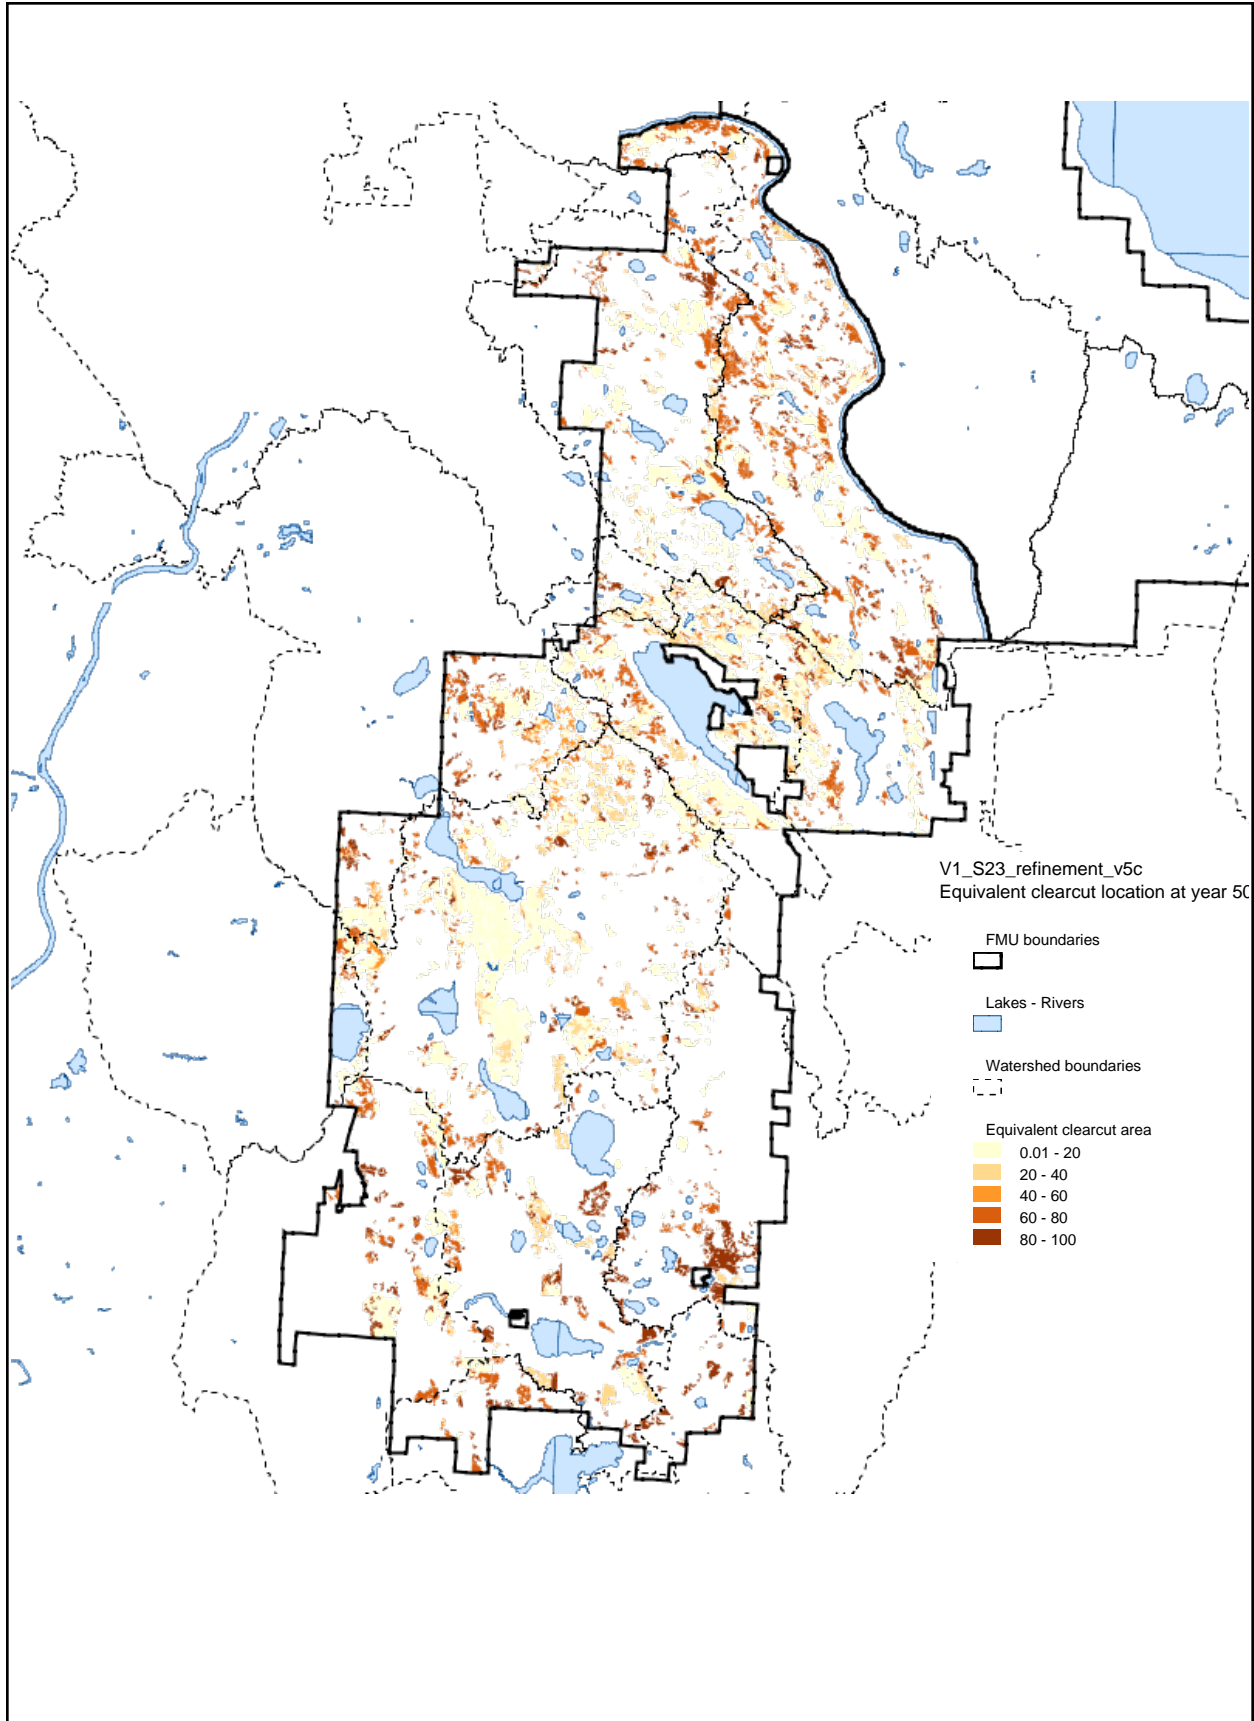 V1_S23_refinement_v5c
Equivalent clearcut location at year 50
FMU boundaries
Lakes - Rivers
Watershed boundaries
Equivalent clearcut area
0.01 - 20
20 - 40
40 - 60
60 - 80
80 - 100